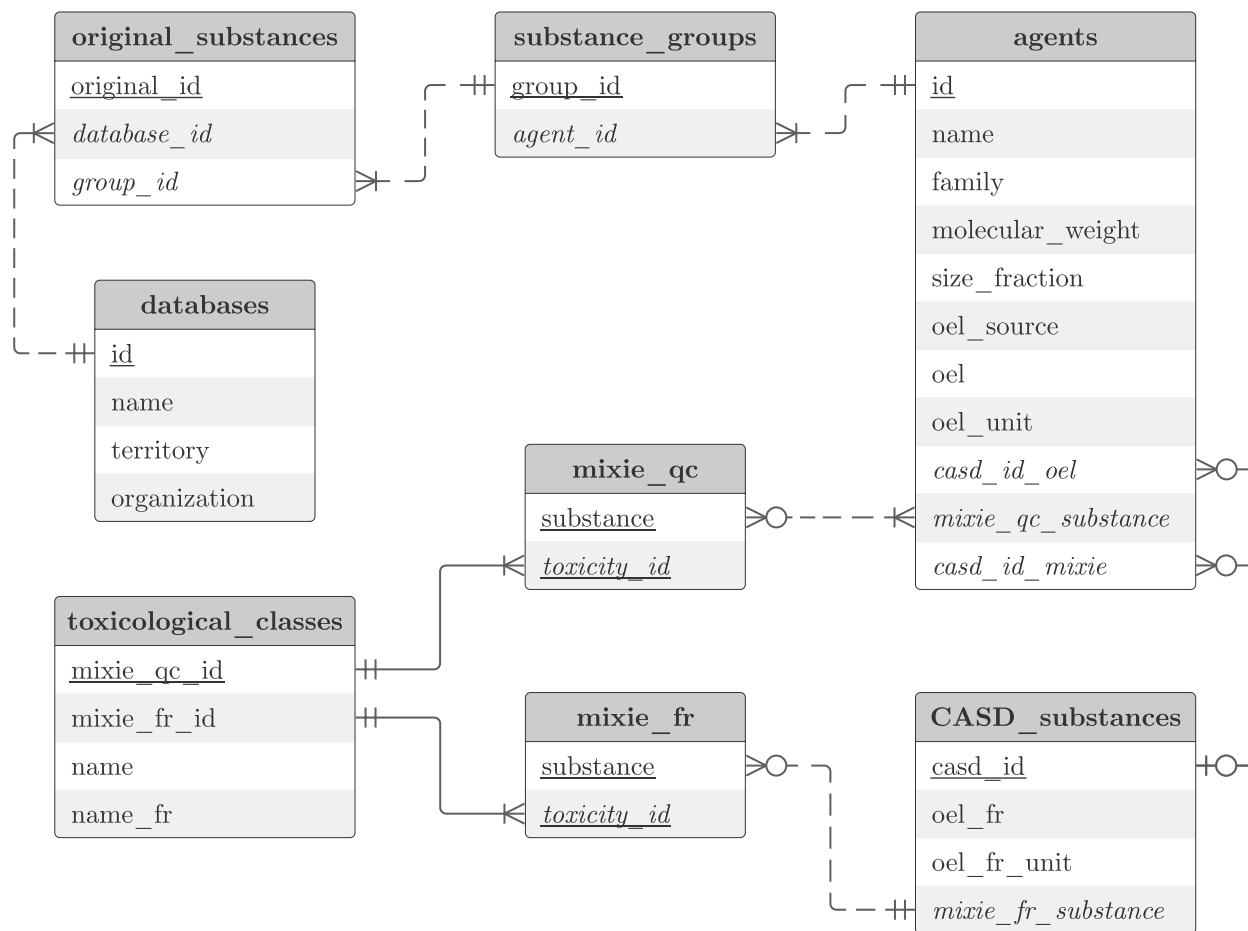 original_substances
original_id
database_id
group_id
substance_groups
group_id
agent_id
agents
id
name
family
molecular_weight
size_fraction
oel_source
oel
oel_unit
casd_id_oel
mixie_qc_substance
casd_id_mixie
databases
id
name
territory
organization
mixie_qc
substance
toxicity_id
toxicological_classes
mixie_qc_id
mixie_fr_id
name
name_fr
mixie_fr
substance
toxicity_id
CASD_substances
casd_id
oel_fr
oel_fr_unit
mixie_fr_substance